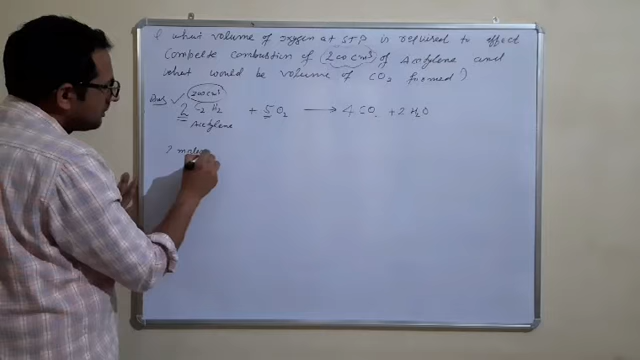 ( what volume of oxygen at STP is required to effect
Complete combustion of 200 cm³ of Acetylene and
what would be volume of CO2 formed )
Ans 200 cm³
2 C2 H2 + 5 O2 → 4 CO2 + 2 H2O
Acetylene
2 moles